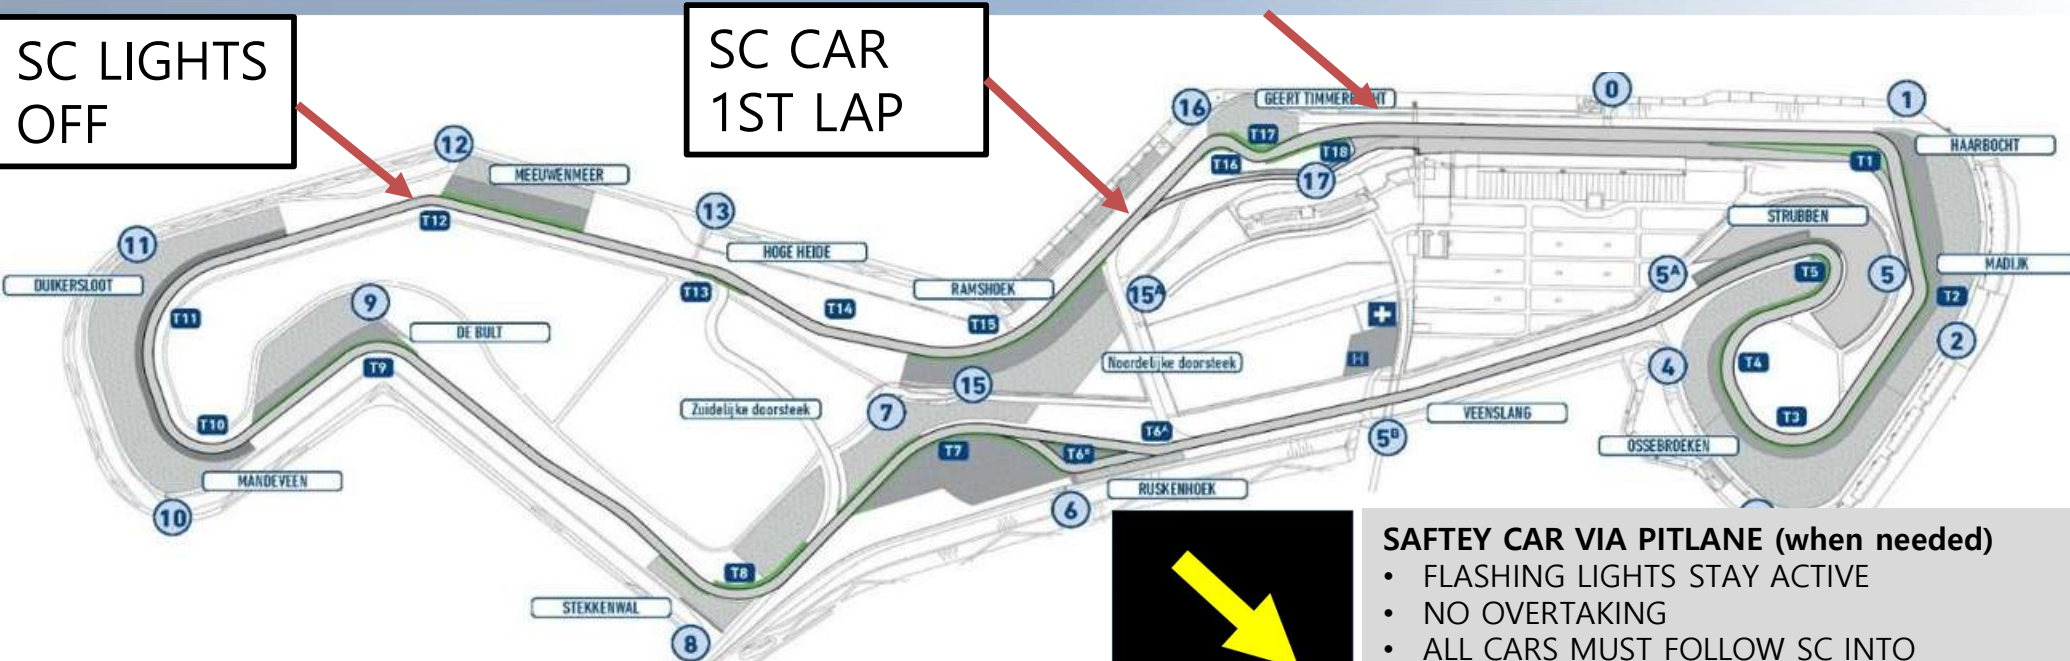 SC LIGHTS
OFF
SC CAR
1ST LAP
GEERT TIMMERBOCHT
0
1
16
T17
T16
T18
17
T1
HAARBOCHT
12
MEEUWENMEER
T12
13
HOGE HEIDE
11
DUIKERSLOOT
T11
9
DE BULT
T9
T10
MANDEVEEN
10
T13
T14
RAMSHOEK
T15
15ᴬ
15
Noordelijke doorsteek
Zuidelijke doorsteek
7
T7
T6ᴬ
T6ᴮ
RUSKENHOEK
6
T8
STEKKENWAL
8
H
5ᴮ
VEENSLANG
STRUBBEN
5ᴬ
T5
5
MADIJK
T2
2
4
T4
T3
OSSEBROEKEN
SAFTEY CAR VIA PITLANE (when needed)
• FLASHING LIGHTS STAY ACTIVE
• NO OVERTAKING
• ALL CARS MUST FOLLOW SC INTO